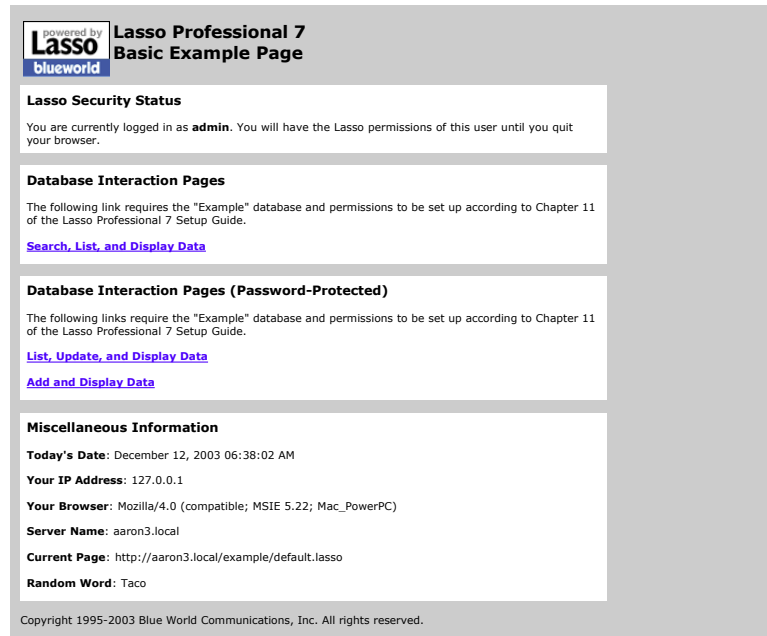 powered by
Lasso
blueworld
Lasso Professional 7
Basic Example Page
Lasso Security Status
You are currently logged in as admin. You will have the Lasso permissions of this user until you quit
your browser.
Database Interaction Pages
The following link requires the "Example" database and permissions to be set up according to Chapter 11
of the Lasso Professional 7 Setup Guide.
Search, List, and Display Data
Database Interaction Pages (Password-Protected)
The following links require the "Example" database and permissions to be set up according to Chapter 11
of the Lasso Professional 7 Setup Guide.
List, Update, and Display Data
Add and Display Data
Miscellaneous Information
Today's Date: December 12, 2003 06:38:02 AM
Your IP Address: 127.0.0.1
Your Browser: Mozilla/4.0 (compatible; MSIE 5.22; Mac_PowerPC)
Server Name: aaron3.local
Current Page: http://aaron3.local/example/default.lasso
Random Word: Taco
Copyright 1995-2003 Blue World Communications, Inc. All rights reserved.